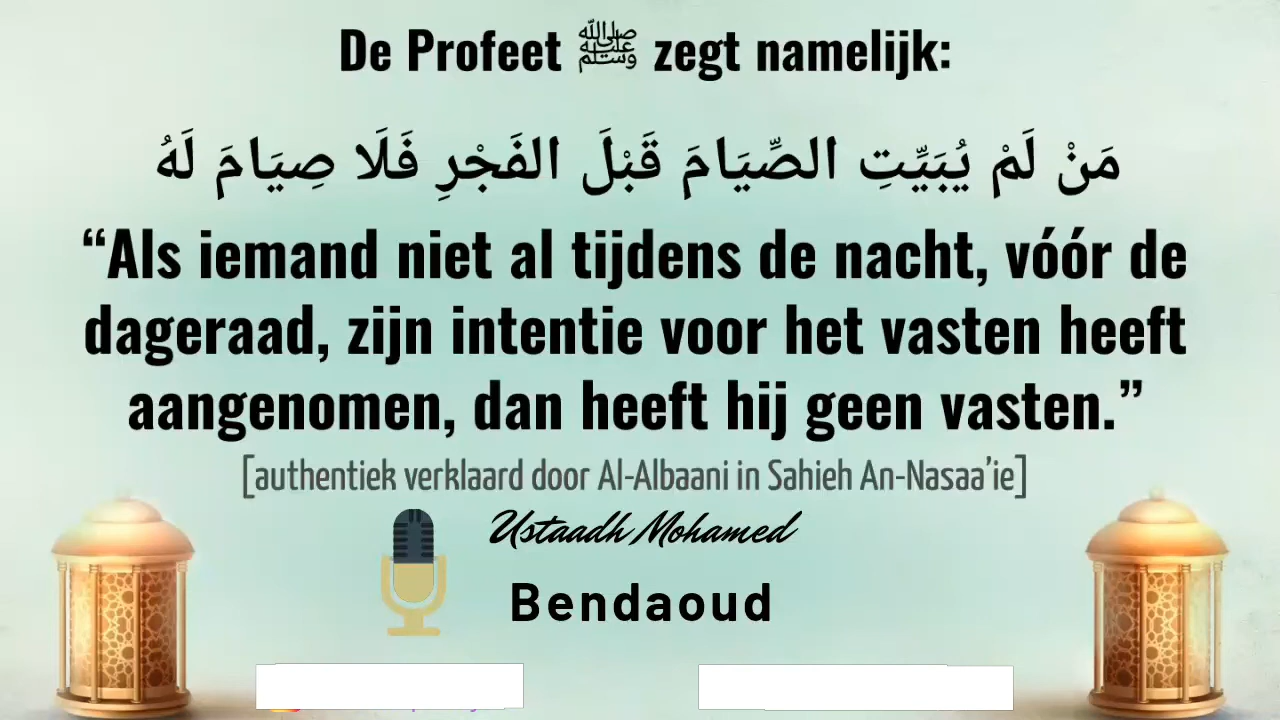 De Profeet ﷺ zegt namelijk:
مَنْ لَمْ يُبَيِّتِ الصِّيَامَ قَبْلَ الفَجْرِ فَلَا صِيَامَ لَهُ
“Als iemand niet al tijdens de nacht, vóór de
dageraad, zijn intentie voor het vasten heeft
aangenomen, dan heeft hij geen vasten.”
[authentiek verklaard door Al-Albaani in Sahieh An-Nasaa’ie]
Ustaadh Mohamed
Bendaoud